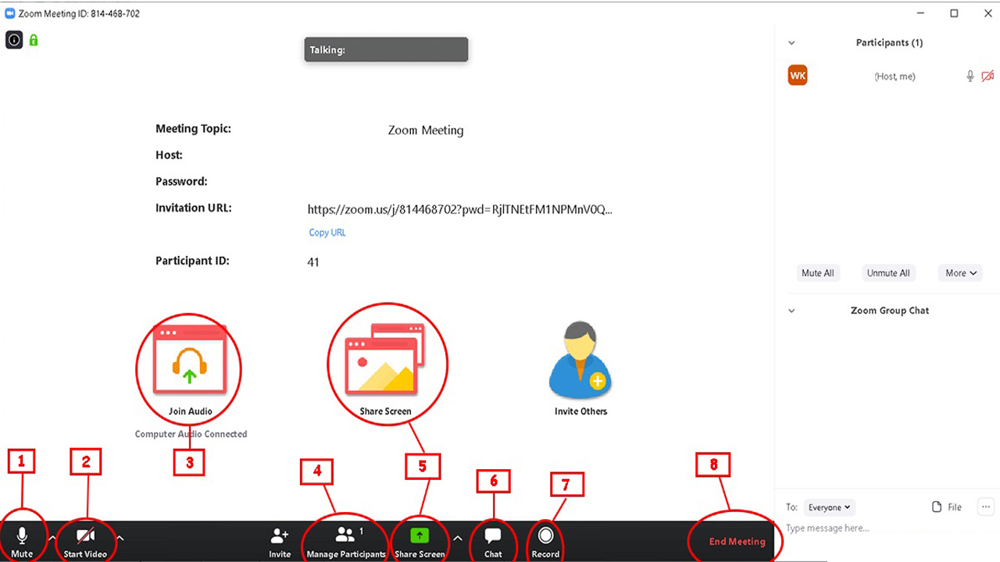 Zoom Meeting ID: 814-468-702
Talking:
Participants (1)
WK
(Host, me)
Meeting Topic:
Zoom Meeting
Host:
Password:
Invitation URL:
https://zoom.us/j/814468702?pwd=RjlTNEtFM1NPMnV0Q...
Copy URL
Participant ID:
41
Mute All
Unmute All
More
Zoom Group Chat
Join Audio
Computer Audio Connected
Share Screen
Invite Others
1
2
3
4
5
6
7
8
To:
Everyone
File
...
Type message here...
Mute
Start Video
Invite
1
Manage Participants
Share Screen
Chat
Record
End Meeting